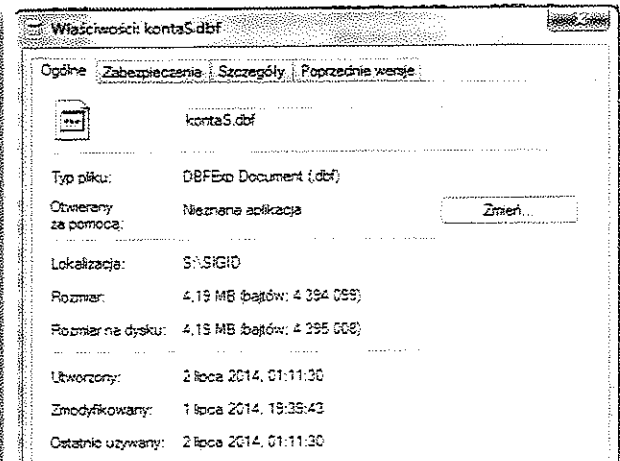 Właściwości: kontaS.dbf
Ogólne Zabezpieczenia Szczegóły Poprzednie wersje
kontaS.dbf
Typ pliku: DBFExp Document (.dbf)
Otwierany za pomocą: Nieznana aplikacja Zmień...
Lokalizacja: S:\SIGID
Rozmiar: 4,19 MB (bajtów: 4 394 099)
Rozmiar na dysku: 4,19 MB (bajtów: 4 395 008)
Utworzony: 2 lipca 2014, 01:11:30
Zmodyfikowany: 1 lipca 2014,
Ostatnio używany: 2 lipca 2014, 01:11:30